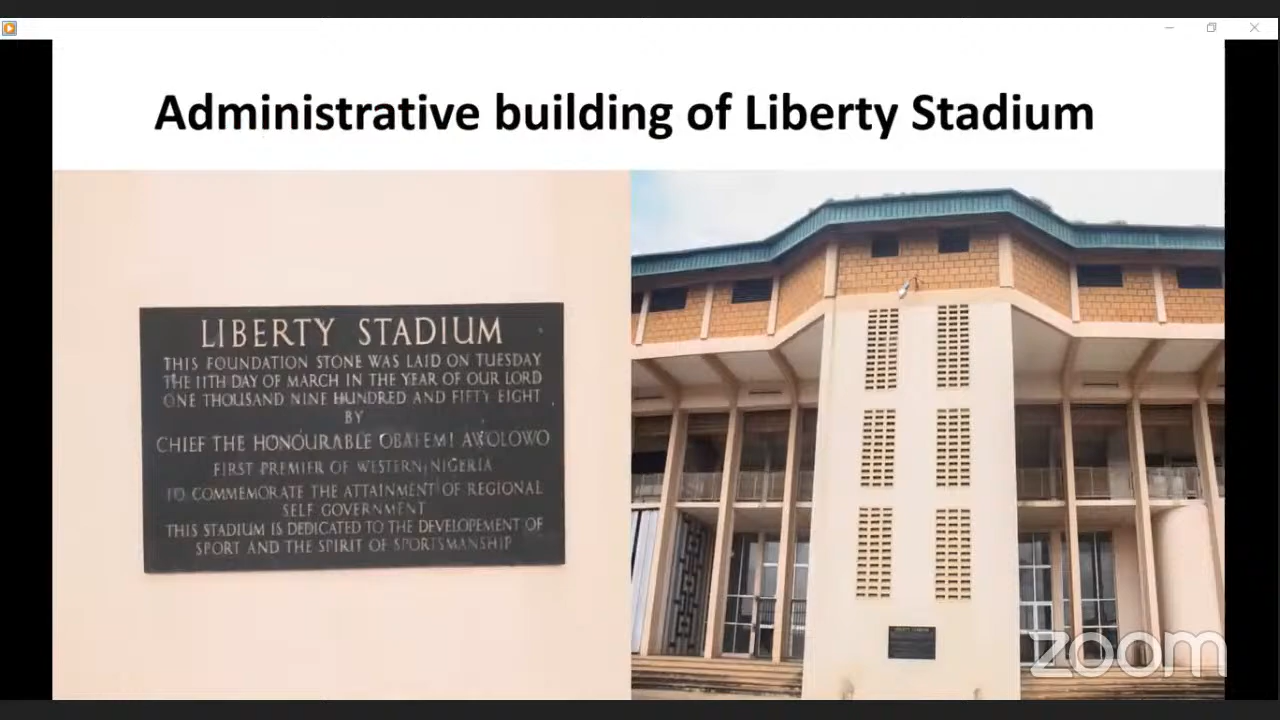 Administrative building of Liberty Stadium
LIBERTY STADIUM
THIS FOUNDATION STONE WAS LAID ON TUESDAY
THE 11TH DAY OF MARCH IN THE YEAR OF OUR LORD
ONE THOUSAND NINE HUNDRED AND FIFTY EIGHT
BY
CHIEF THE HONOURABLE OBAFEMI AWOLOWO
FIRST PREMIER OF WESTERN NIGERIA
TO COMMEMORATE THE ATTAINMENT OF REGIONAL
SELF GOVERNMENT
THIS STADIUM IS DEDICATED TO THE DEVELOPEMENT OF
SPORT AND THE SPIRIT OF SPORTSMANSHIP
LIBERTY STADIUM
zoom